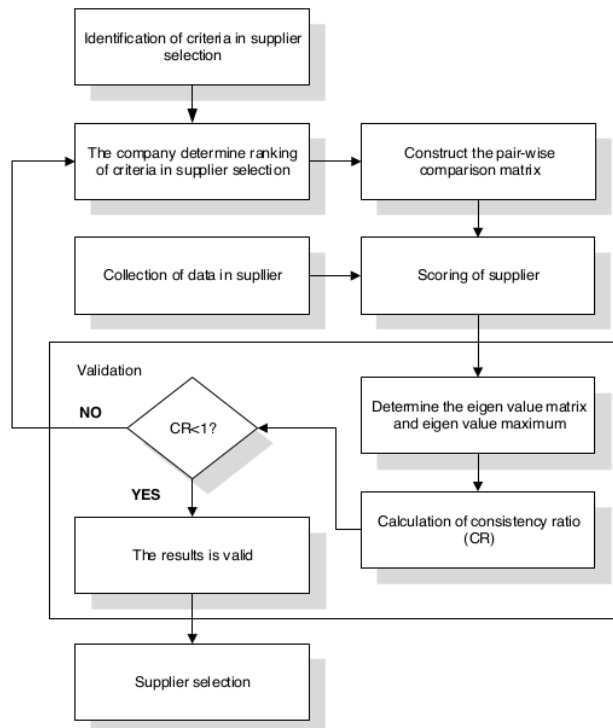 Identification of criteria in supplier
selection
The company determine ranking
of criteria in supplier selection
Construct the pair-wise
comparison matrix
Collection of data in supllier
Scoring of supplier
Validation
NO
CR<1?
Determine the eigen value matrix
and eigen value maximum
YES
Calculation of consistency ratio
(CR)
The results is valid
Supplier selection